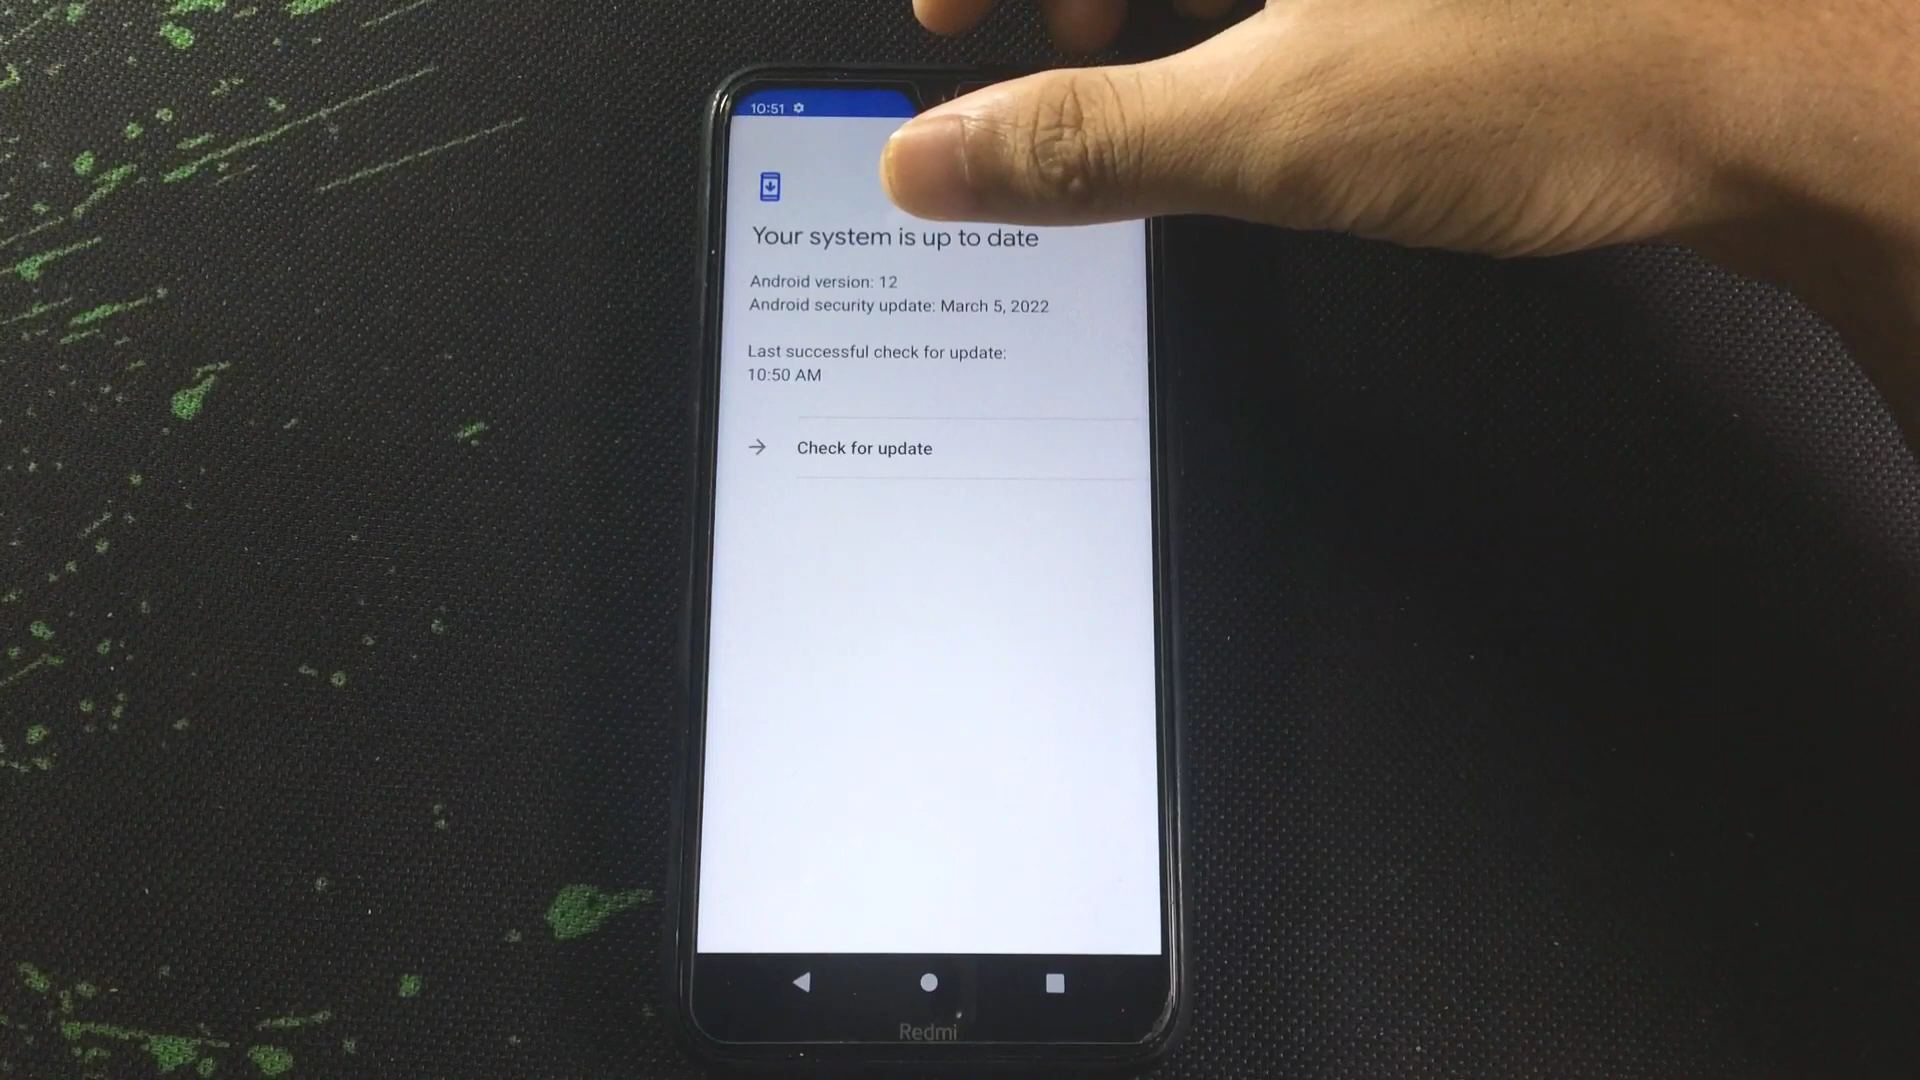 10:51
Your system is up to date
Android version: 12
Android security update: March 5, 2022
Last successful check for update:
10:50 AM
Check for update
Redmi